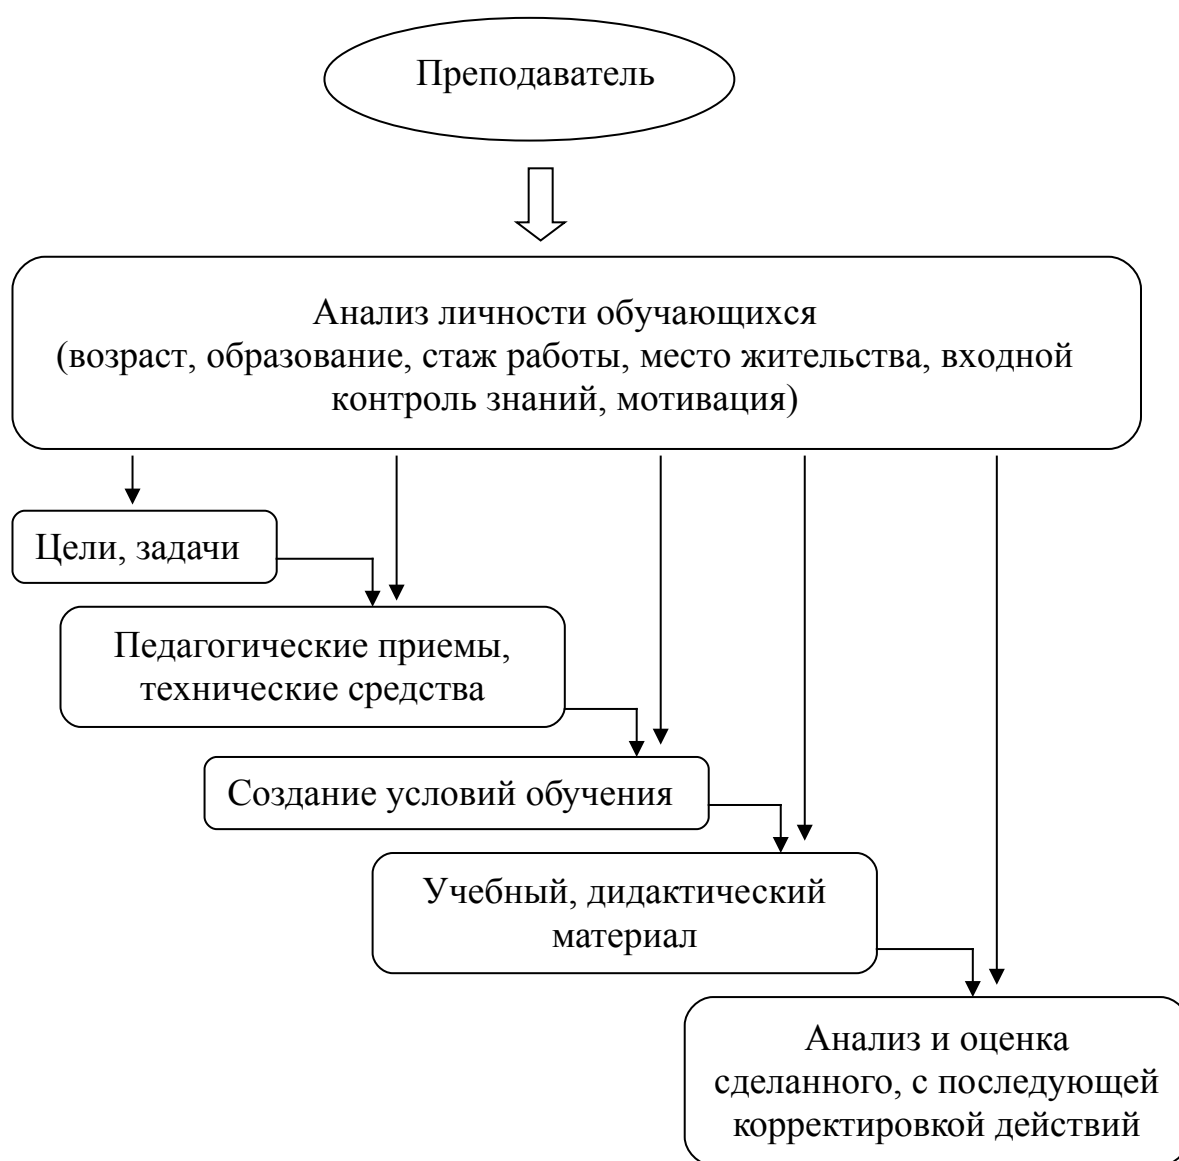 Преподаватель
Анализ личности обучающихся
(возраст, образование, стаж работы, место жительства, входной
контроль знаний, мотивация)
Цели, задачи
Педагогические приемы,
технические средства
Создание условий обучения
Учебный, дидактический
материал
Анализ и оценка
сделанного, с последующей
корректировкой действий